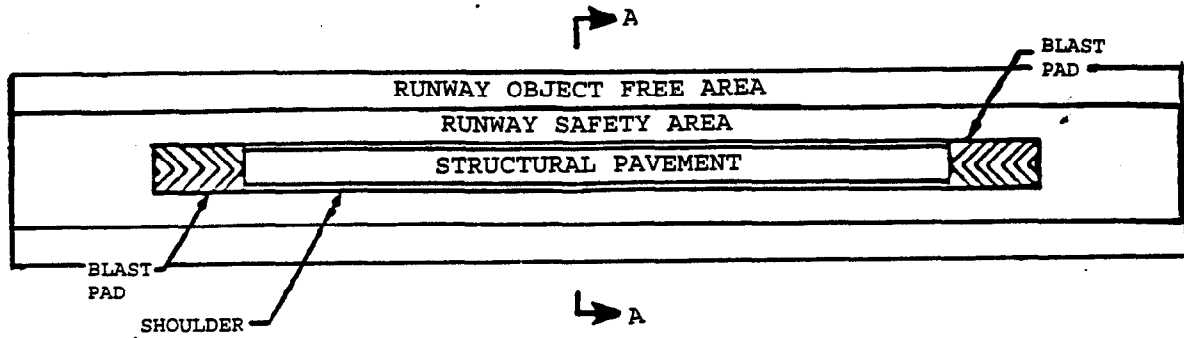 A
BLAST
PAD
RUNWAY OBJECT FREE AREA
RUNWAY SAFETY AREA
STRUCTURAL PAVEMENT
BLAST
PAD
SHOULDER
A